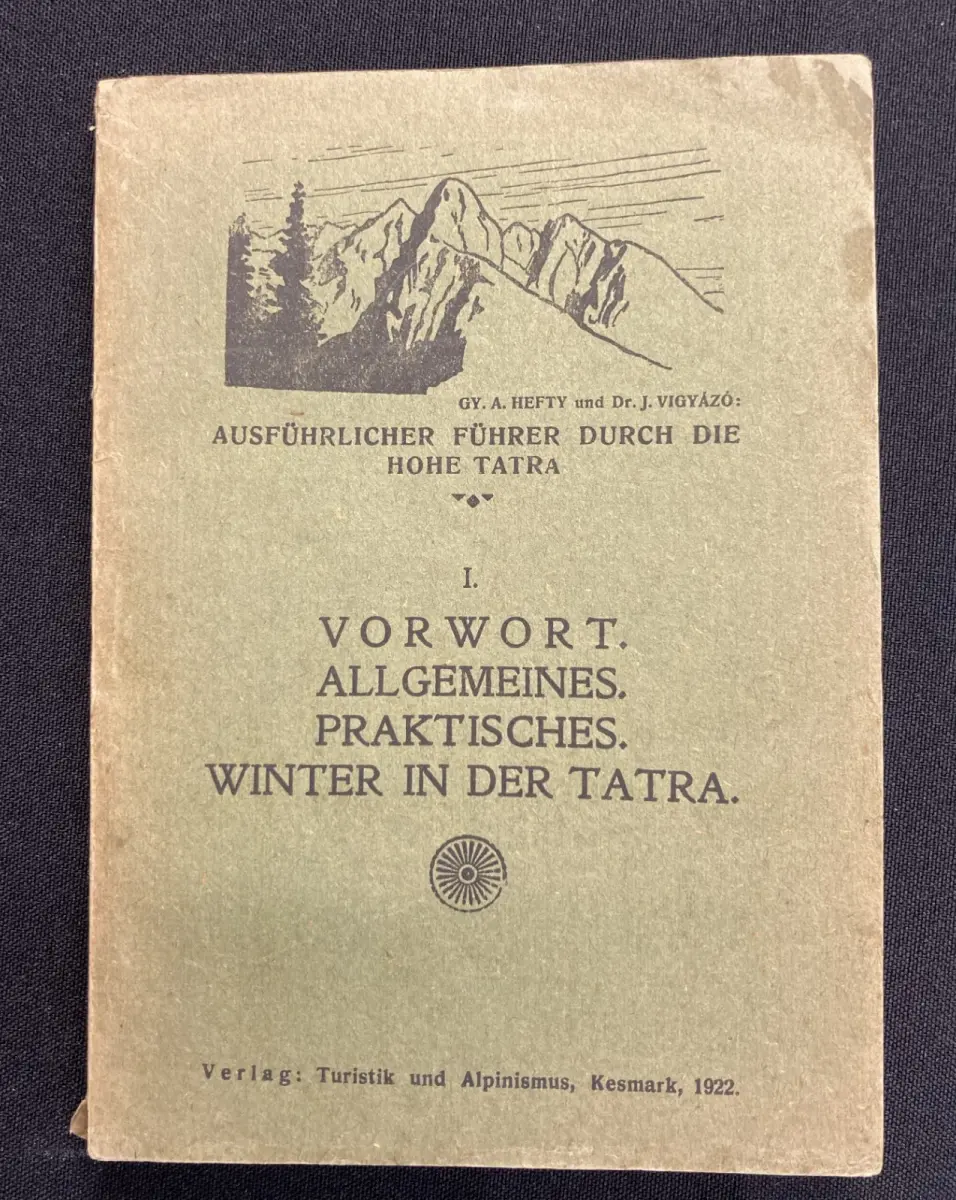 GY. A. HEFTY und Dr. J. VIGYÁZÓ:
AUSFÜHRLICHER FÜHRER DURCH DIE
HOHE TATRA
I.
VORWORT.
ALLGEMEINES.
PRAKTISCHES.
WINTER IN DER TATRA.
Verlag: Turistik und Alpinismus, Kesmark, 1922.